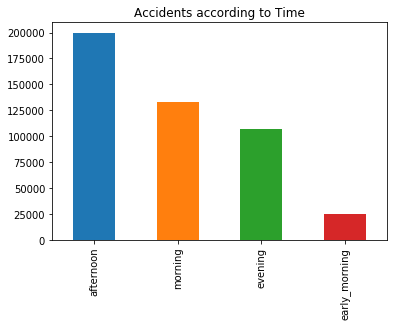 Accidents according to Time
200000
175000
150000
125000
100000
75000
50000
25000
0
afternoon
morning
evening
early_morning